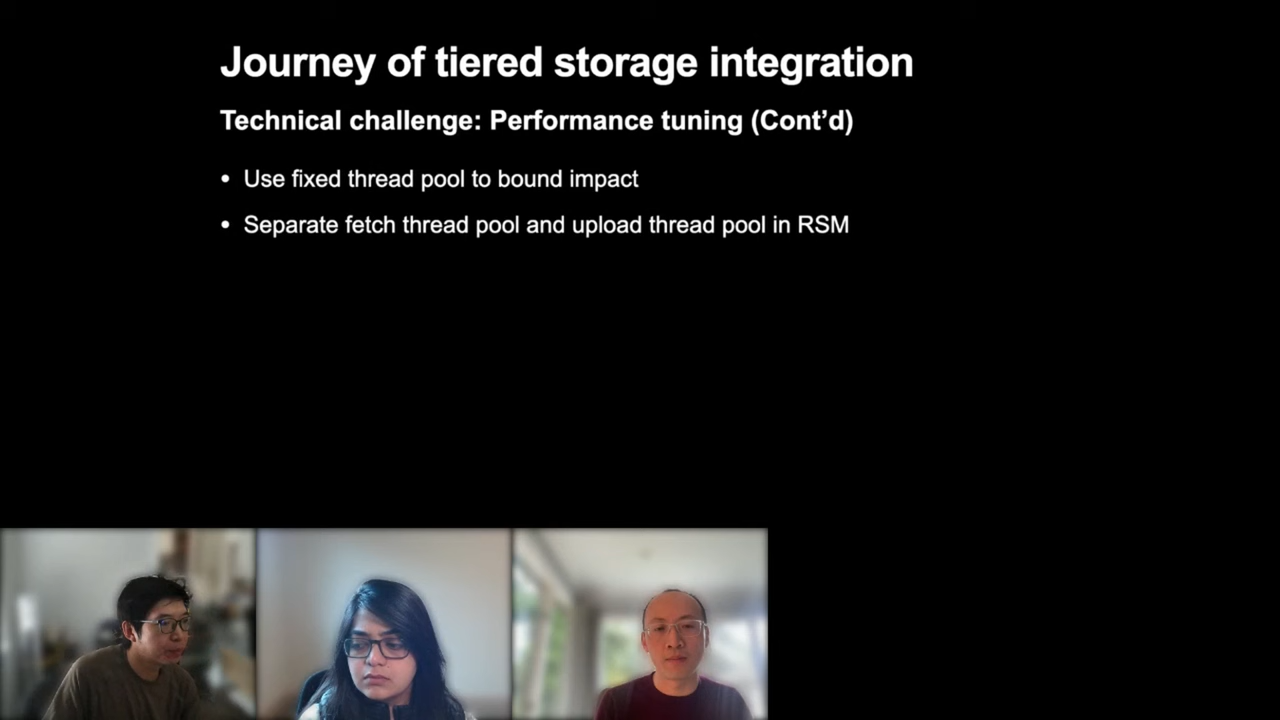 Journey of tiered storage integration
Technical challenge: Performance tuning (Cont’d)
• Use fixed thread pool to bound impact
• Separate fetch thread pool and upload thread pool in RSM